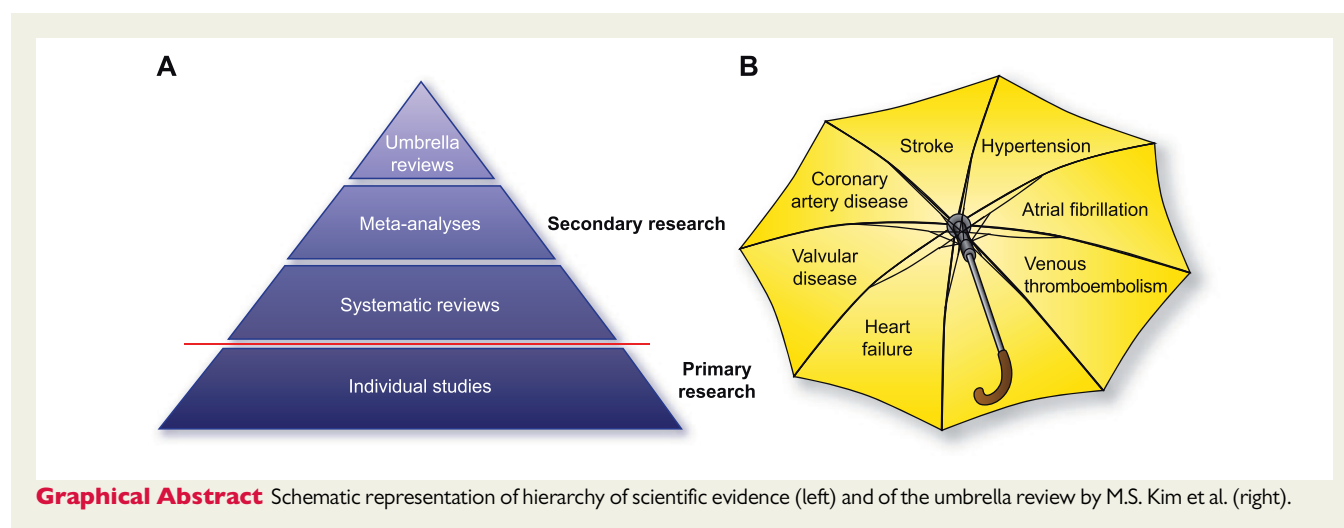 A
Umbrella
reviews
Meta-analyses
Secondary research
Systematic reviews
Individual studies
Primary
research
B
Stroke
Hypertension
Coronary
artery disease
Atrial fibrillation
Valvular
disease
Venous
thromboembolism
Heart
failure
Graphical Abstract Schematic representation of hierarchy of scientific evidence (left) and of the umbrella review by M.S. Kim et al. (right).